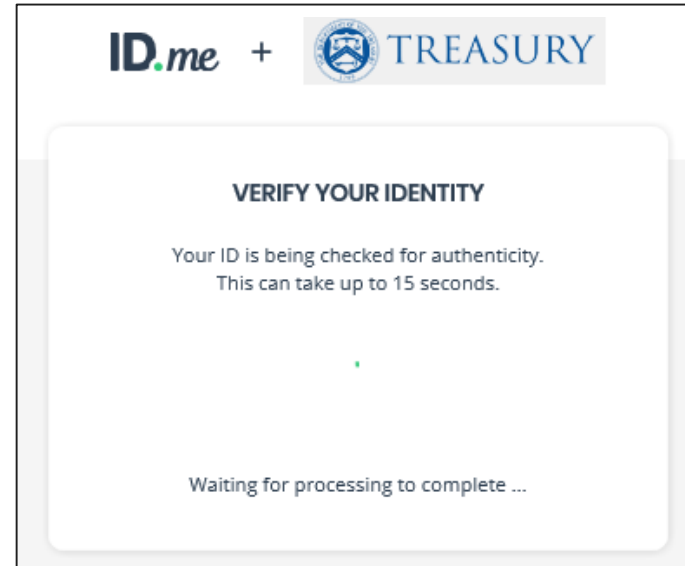 ID.me + TREASURY
VERIFY YOUR IDENTITY
Your ID is being checked for authenticity.
This can take up to 15 seconds.
Waiting for processing to complete ...